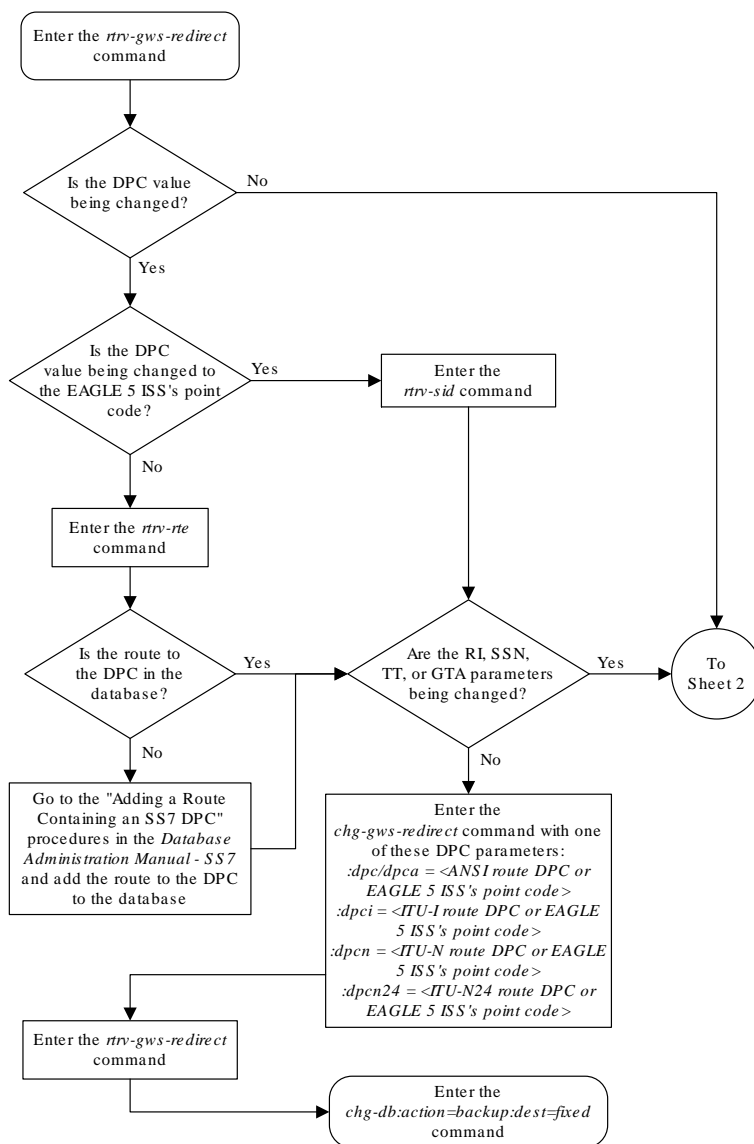 Enter the rtrv-gws-redirect
command
Is the DPC value
being changed?
No
Yes
Is the DPC
value being changed to
the EAGLE 5 ISS's point
code?
Yes
Enter the
rtrv-sid command
No
Enter the rtrv-rte
command
Is the route to
the DPC in the
database?
Yes
Are the RI, SSN,
TT, or GTA parameters
being changed?
Yes
To
Sheet 2
No
No
Go to the "Adding a Route
Containing an SS7 DPC"
procedures in the Database
Administration Manual - SS7
and add the route to the DPC
to the database
Enter the
chg-gws-redirect command with one
of these DPC parameters:
:dpc/dpca = <ANSI route DPC or
EAGLE 5 ISS's point code>
:dpci = <ITU-I route DPC or EAGLE
5 ISS's point code>
:dpcn = <ITU-N route DPC or EAGLE
5 ISS's point code>
:dpcn24 = <ITU-N24 route DPC or
EAGLE 5 ISS's point code>
Enter the rtrv-gws-redirect
command
Enter the
chg-db:action=backup:dest=fixed
command